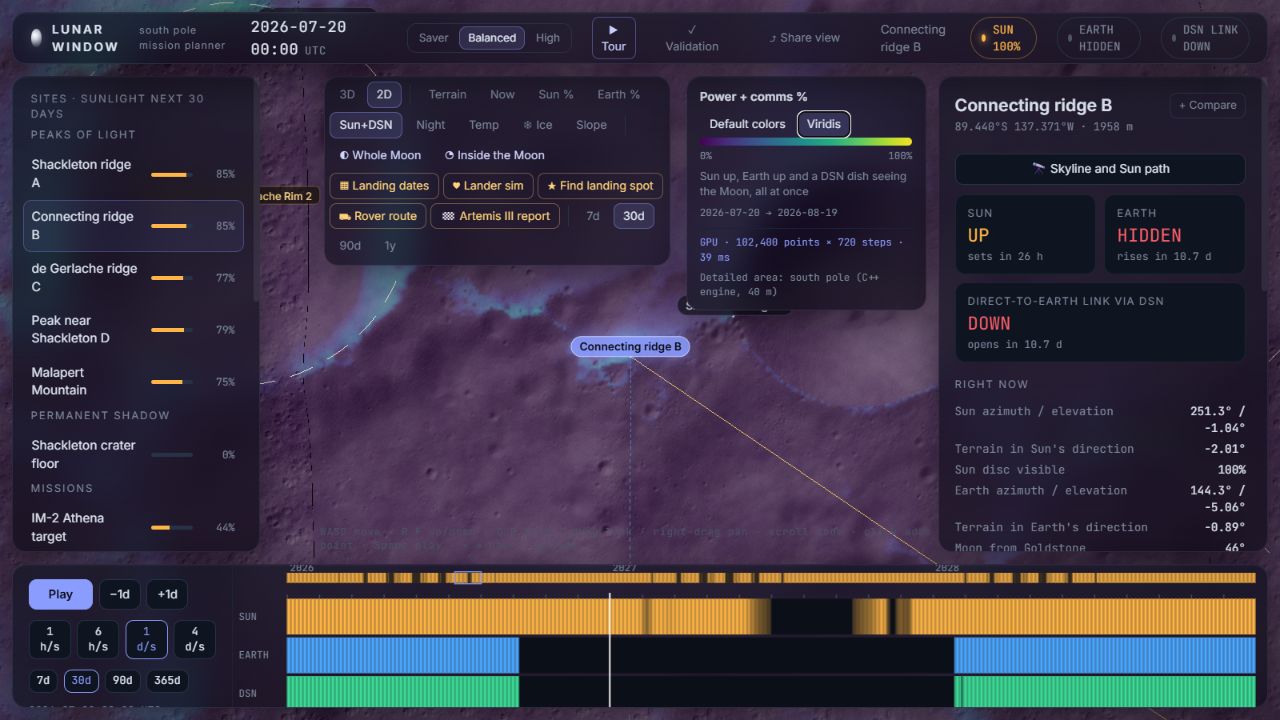 LUNAR
WINDOW
south pole
mission planner
2026-07-20
00:00 UTC
Saver Balanced High
▶
Tour
✓
Validation
⤴ Share view
Connecting
ridge B
SUN
100%
EARTH
HIDDEN
DSN LINK
DOWN
SITES · SUNLIGHT NEXT 30
DAYS
PEAKS OF LIGHT
Shackleton ridge
A
85%
Connecting ridge
B
85%
de Gerlache ridge
C
77%
Peak near
Shackleton D
79%
Malapert
Mountain
75%
PERMANENT SHADOW
Shackleton crater
floor
0%
MISSIONS
IM-2 Athena
target
44%
3D 2D Terrain Now Sun % Earth %
Sun+DSN Night Temp ❄ Ice Slope
◐ Whole Moon ◔ Inside the Moon
▦ Landing dates ♥ Lander sim ★ Find landing spot
⛟ Rover route 🏁 Artemis III report 7d 30d
90d 1y
ache Rim 2
Connecting ridge B
Power + comms %
Default colors Viridis
0% 100%
Sun up, Earth up and a DSN dish seeing
the Moon, all at once
2026-07-20 → 2026-08-19
GPU · 102,400 points × 720 steps ·
39 ms
Detailed area: south pole (C++
engine, 40 m)
Connecting ridge B
+ Compare
89.440°S 137.371°W · 1958 m
🔭 Skyline and Sun path
SUN
UP
sets in 26 h
EARTH
HIDDEN
rises in 10.7 d
DIRECT-TO-EARTH LINK VIA DSN
DOWN
opens in 10.7 d
RIGHT NOW
Sun azimuth / elevation 251.3° /
-1.04°
Terrain in Sun's direction -2.01°
Sun disc visible 100%
Earth azimuth / elevation 144.3° /
-5.06°
Terrain in Earth's direction -0.89°
Moon from Goldstone 46°
Play −1d +1d
1
h/s
6
h/s
1
d/s
4
d/s
7d 30d 90d 365d
2026 2027 2028
SUN
EARTH
DSN